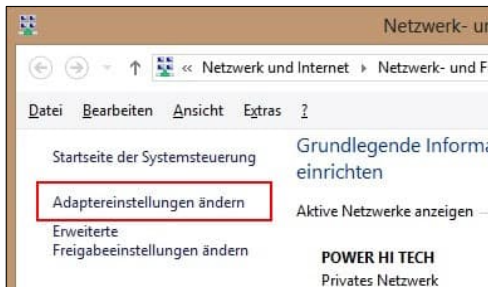 Netzwerk- u
« Netzwerk und Internet ▸ Netzwerk- und F
Datei Bearbeiten Ansicht Extras ?
Startseite der Systemsteuerung
Adaptereinstellungen ändern
Erweiterte
Freigabeeinstellungen ändern
Grundlegende Informa
einrichten
Aktive Netzwerke anzeigen
POWER HI TECH
Privates Netzwerk